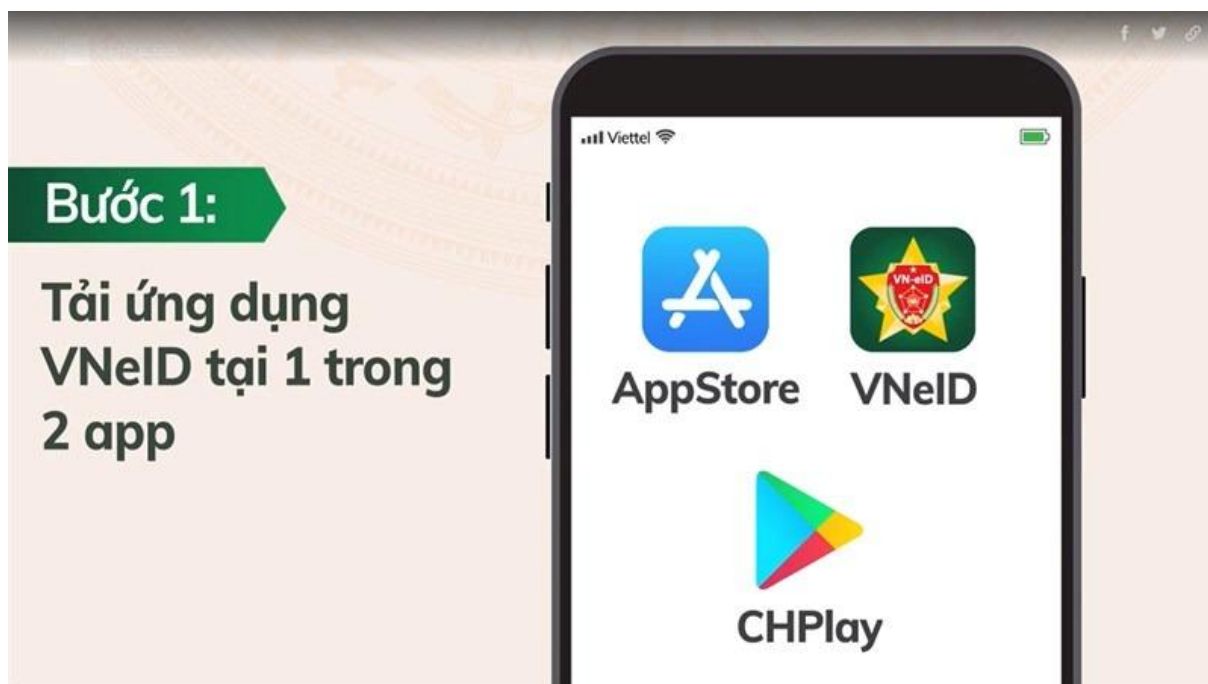 Bước 1:
Tải ứng dụng
VNeID tại 1 trong
2 app
Viettel
VN-eID
AppStore
VNeID
CHPlay